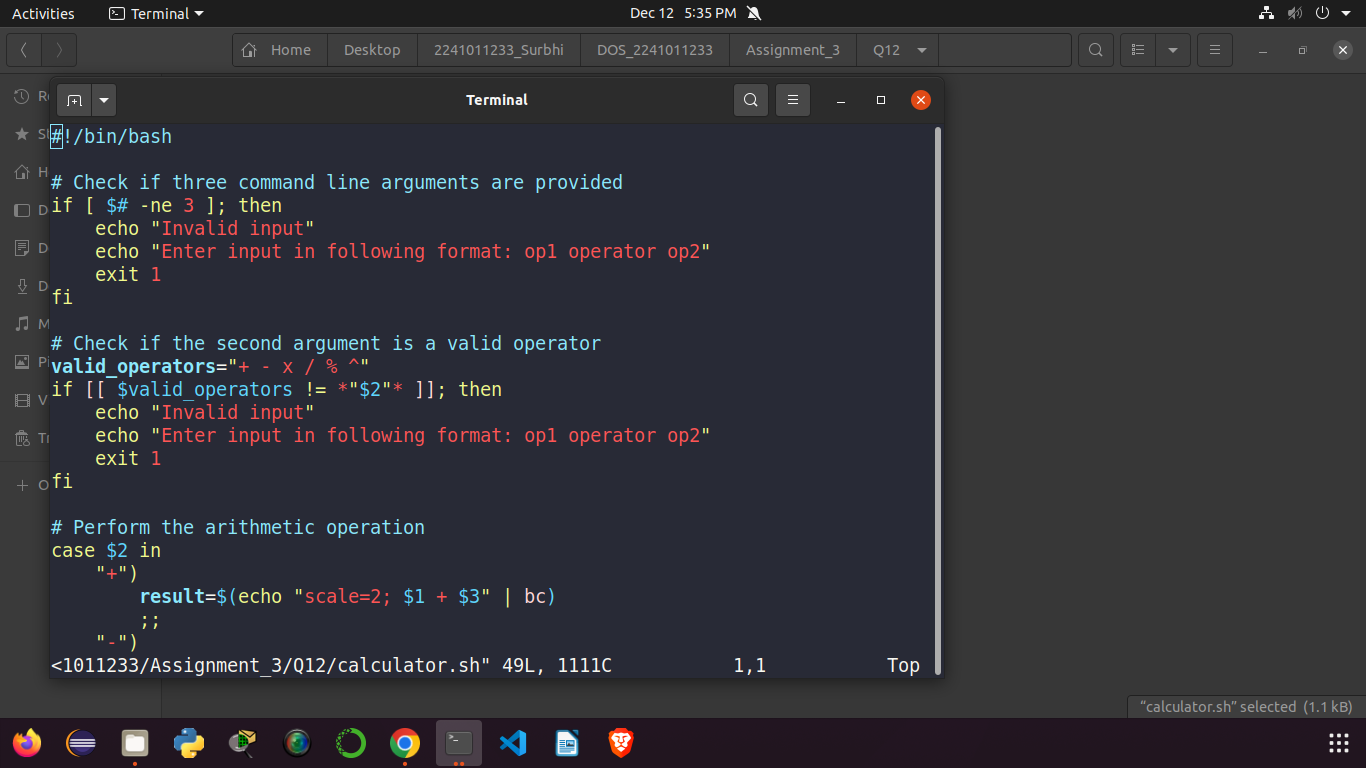 Activities Terminal Dec 12 5:35 PM
Home Desktop 2241011233_Surbhi DOS_2241011233 Assignment_3 Q12
Terminal
#!/bin/bash
# Check if three command line arguments are provided
if [ $# -ne 3 ]; then
    echo "Invalid input"
    echo "Enter input in following format: op1 operator op2"
    exit 1
fi
# Check if the second argument is a valid operator
valid_operators="+ - x / % ^"
if [[ $valid_operators != *"$2"* ]]; then
    echo "Invalid input"
    echo "Enter input in following format: op1 operator op2"
    exit 1
fi
# Perform the arithmetic operation
case $2 in
    "+")
        result=$(echo "scale=2; $1 + $3" | bc)
        ;;
    "-")
<1011233/Assignment_3/Q12/calculator.sh" 49L, 1111C 1,1 Top
"calculator.sh" selected (1.1 kB)